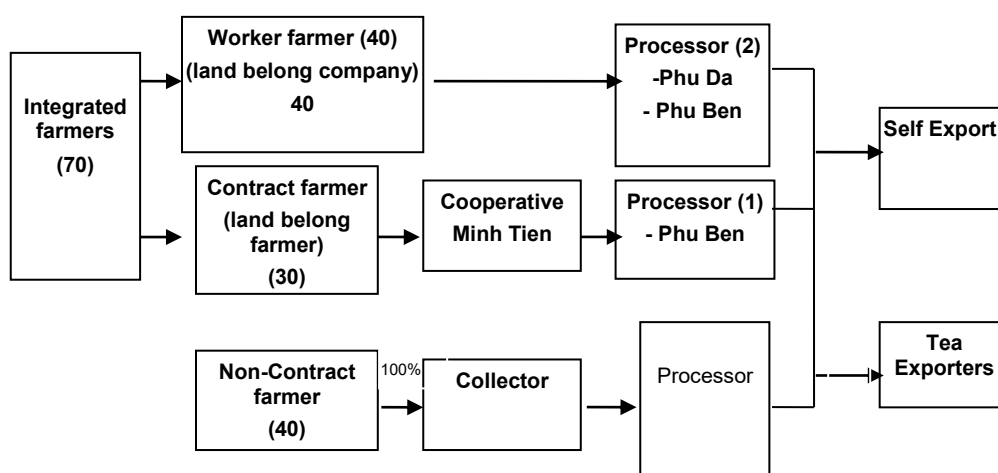 Worker farmer (40)
(land belong company)
40
Processor (2)
-Phu Da
- Phu Ben
Integrated
farmers
(70)
Self Export
Contract farmer
(land belong
farmer)
(30)
Cooperative
Minh Tien
Processor (1)
- Phu Ben
Non-Contract
farmer
(40)
100%
Collector
Processor
Tea
Exporters